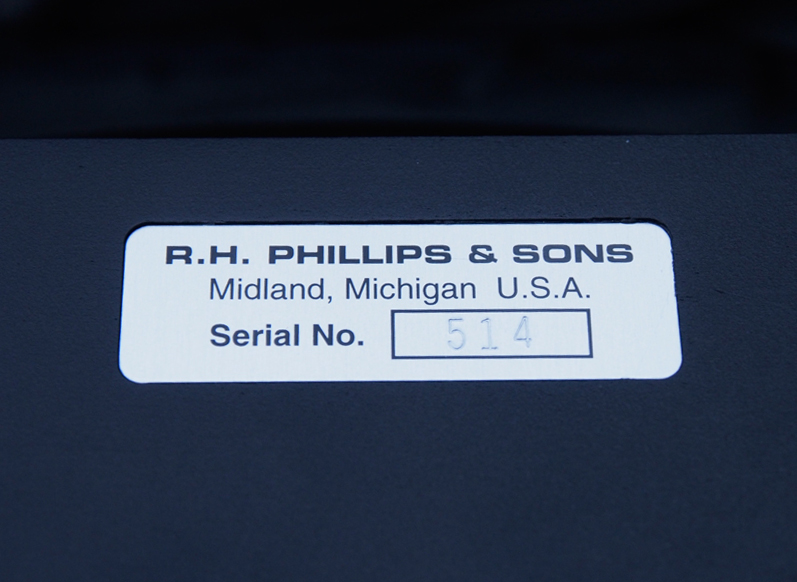 R.H. PHILLIPS & SONS
Midland, Michigan U.S.A.
Serial No. 514